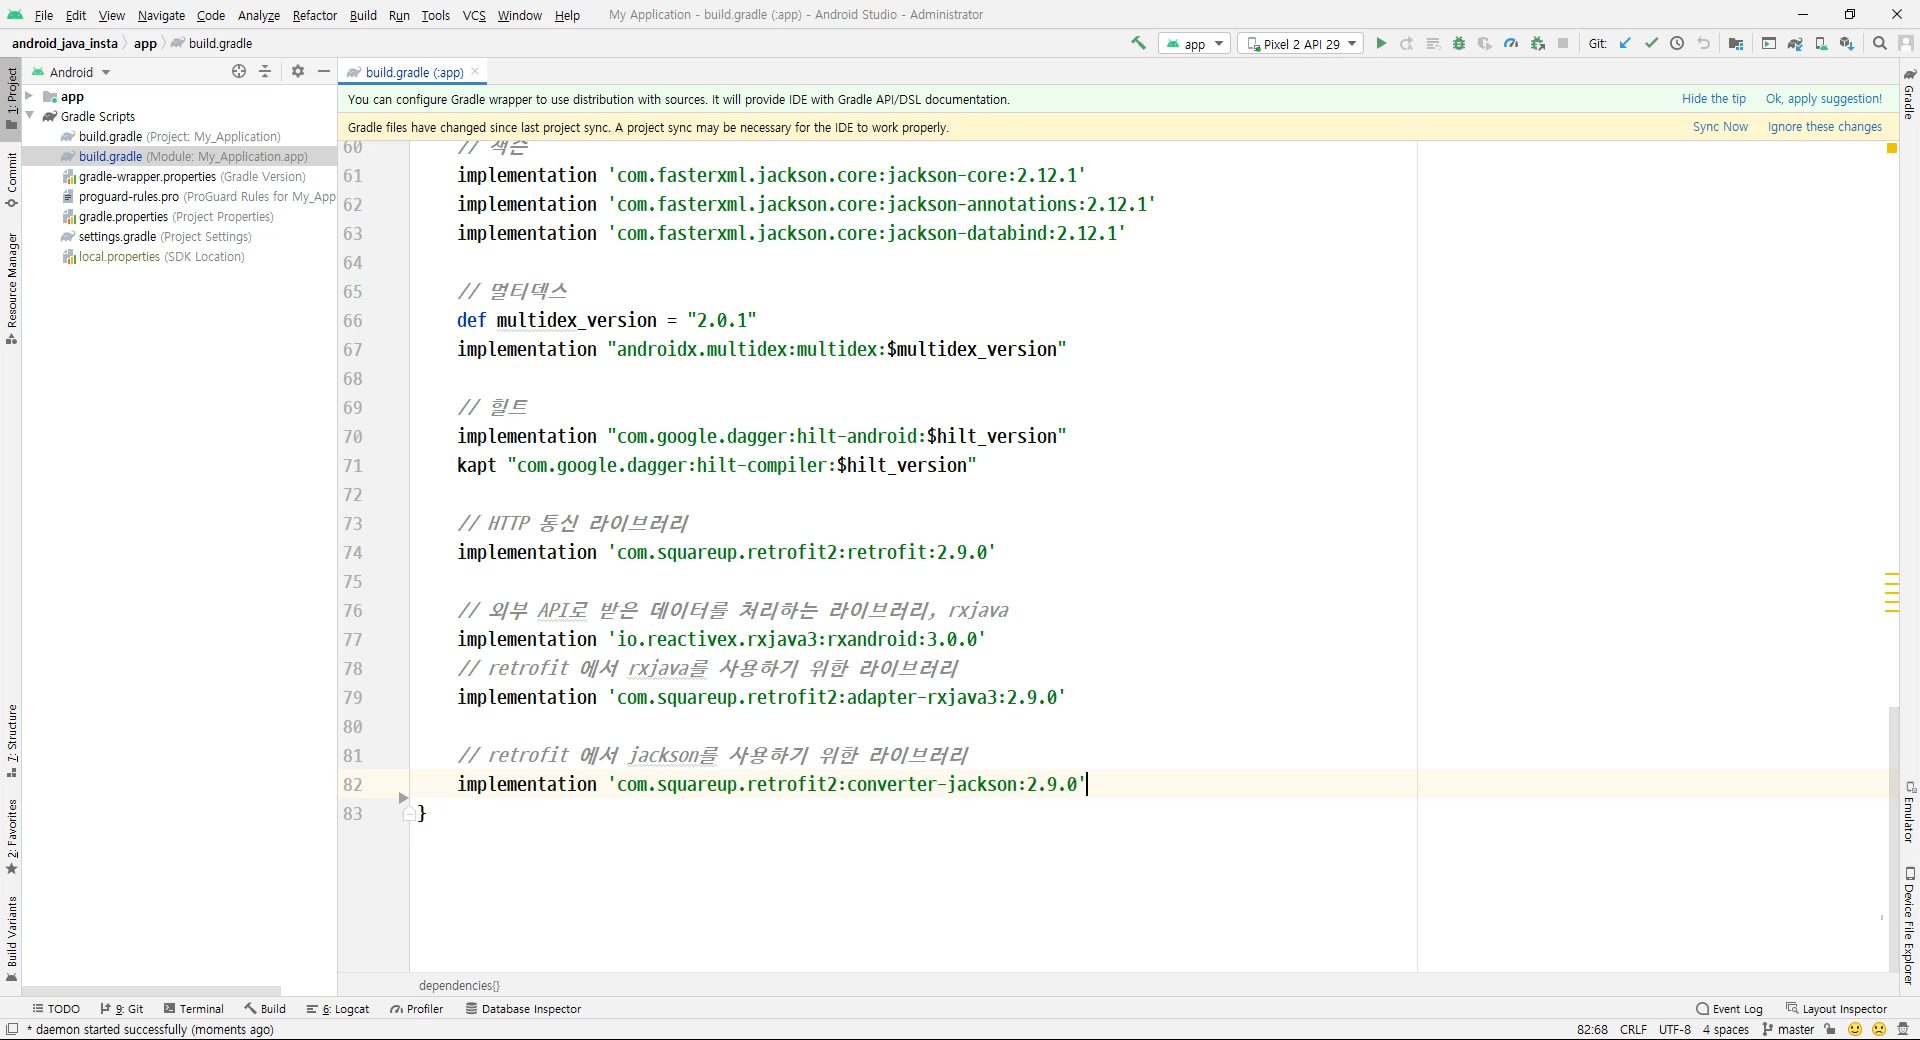 File Edit View Navigate Code Analyze Refactor Build Run Tools VCS Window Help My Application - build.gradle (:app) - Android Studio - Administrator
android_java_insta app build.gradle app Pixel 2 API 29 Git:
Android build.gradle (:app)
You can configure Gradle wrapper to use distribution with sources. It will provide IDE with Gradle API/DSL documentation. Hide the tip Ok, apply suggestion!
Gradle files have changed since last project sync. A project sync may be necessary for the IDE to work properly. Sync Now Ignore these changes
1: Project
Commit
Resource Manager
7: Structure
2: Favorites
Build Variants
app
Gradle Scripts
build.gradle (Project: My_Application)
build.gradle (Module: My_Application.app)
gradle-wrapper.properties (Gradle Version)
proguard-rules.pro (ProGuard Rules for My_App
gradle.properties (Project Properties)
settings.gradle (Project Settings)
local.properties (SDK Location)
60 //
61 implementation 'com.fasterxml.jackson.core:jackson-core:2.12.1'
62 implementation 'com.fasterxml.jackson.core:jackson-annotations:2.12.1'
63 implementation 'com.fasterxml.jackson.core:jackson-databind:2.12.1'
64
65 // 멀티덱스
66 def multidex_version = "2.0.1"
67 implementation "androidx.multidex:multidex:$multidex_version"
68
69 // 힐트
70 implementation "com.google.dagger:hilt-android:$hilt_version"
71 kapt "com.google.dagger:hilt-compiler:$hilt_version"
72
73 // HTTP 통신 라이브러리
74 implementation 'com.squareup.retrofit2:retrofit:2.9.0'
75
76 // 외부 API로 받은 데이터를 처리하는 라이브러리, rxjava
77 implementation 'io.reactivex.rxjava3:rxandroid:3.0.0'
78 // retrofit 에서 rxjava를 사용하기 위한 라이브러리
79 implementation 'com.squareup.retrofit2:adapter-rxjava3:2.9.0'
80
81 // retrofit 에서 jackson를 사용하기 위한 라이브러리
82 implementation 'com.squareup.retrofit2:converter-jackson:2.9.0'
83 }
Gradle
Emulator
Device File Explorer
dependencies{}
TODO 9: Git Terminal Build 6: Logcat Profiler Database Inspector Event Log Layout Inspector
* daemon started successfully (moments ago) 82:68 CRLF UTF-8 4 spaces master